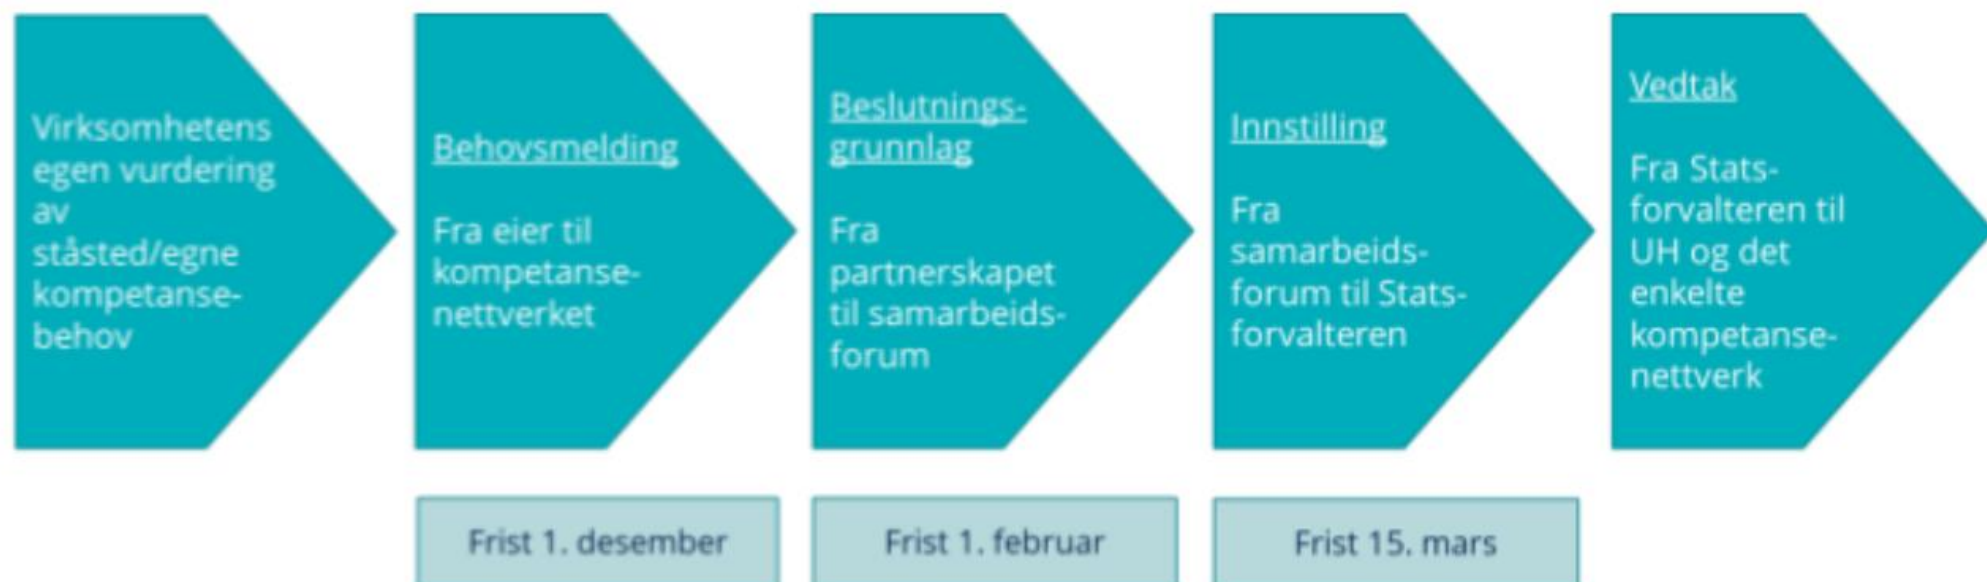 Virksomhetens
egen vurdering
av
ståsted/egne
kompetanse-
behov
Behovsmelding
Fra eier til
kompetanse-
nettverket
Beslutnings-
grunnlag
Fra
partnerskapet
til samarbeids-
forum
Innstilling
Fra
samarbeids-
forum til Stats-
forvalteren
Vedtak
Fra Stats-
forvalteren til
UH og det
enkelte
kompetanse-
nettverk
Frist 1. desember
Frist 1. februar
Frist 15. mars